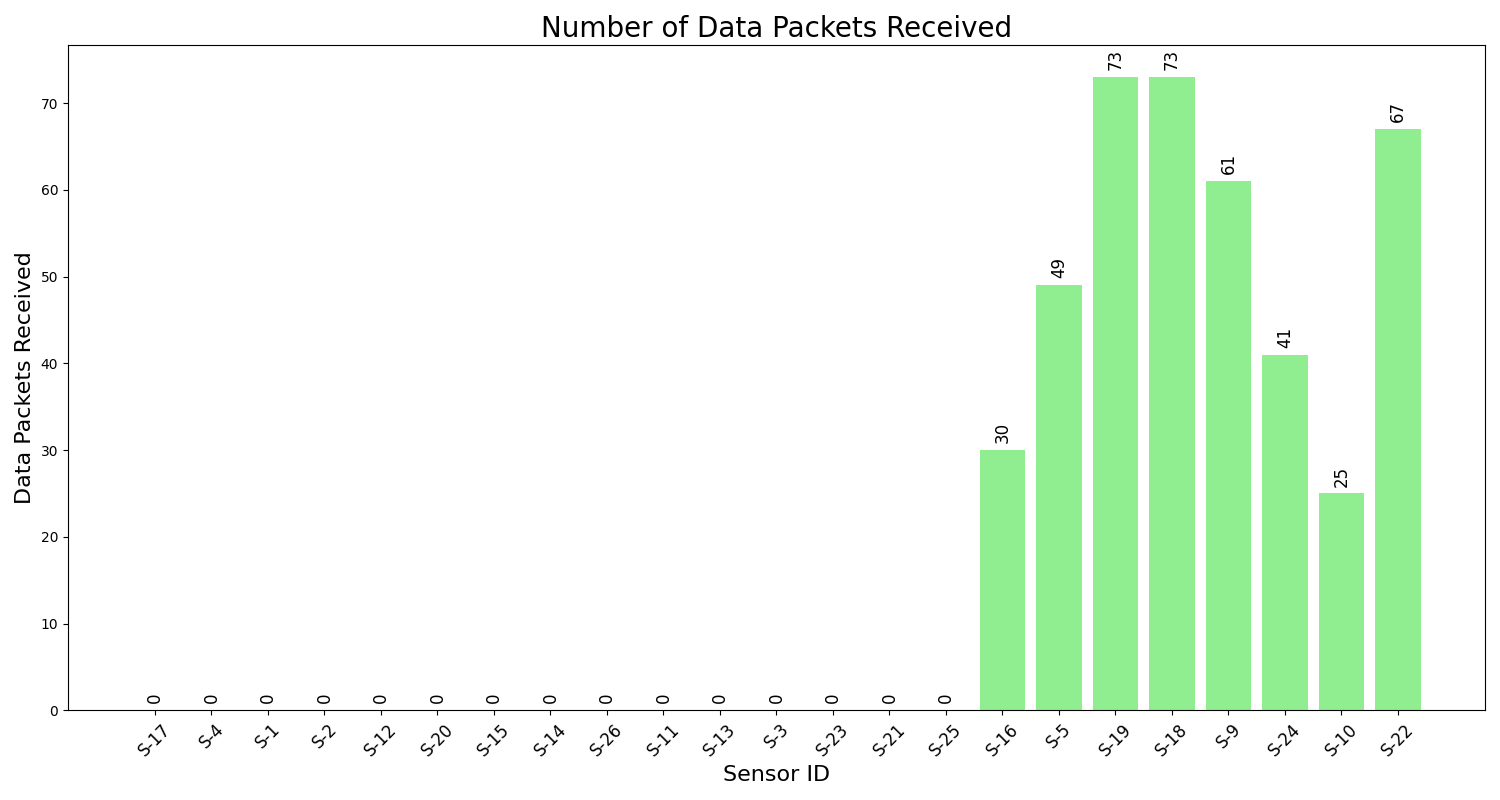 Number of Data Packets Received
Data Packets Received
70
60
50
40
30
20
10
0
0 0 0 0 0 0 0 0 0 0 0 0 0 0 0 30 49 73 73 61 41 25 67
S-17 S-4 S-1 S-2 S-12 S-20 S-15 S-14 S-26 S-11 S-13 S-3 S-23 S-21 S-25 S-16 S-5 S-19 S-18 S-9 S-24 S-10 S-22
Sensor ID